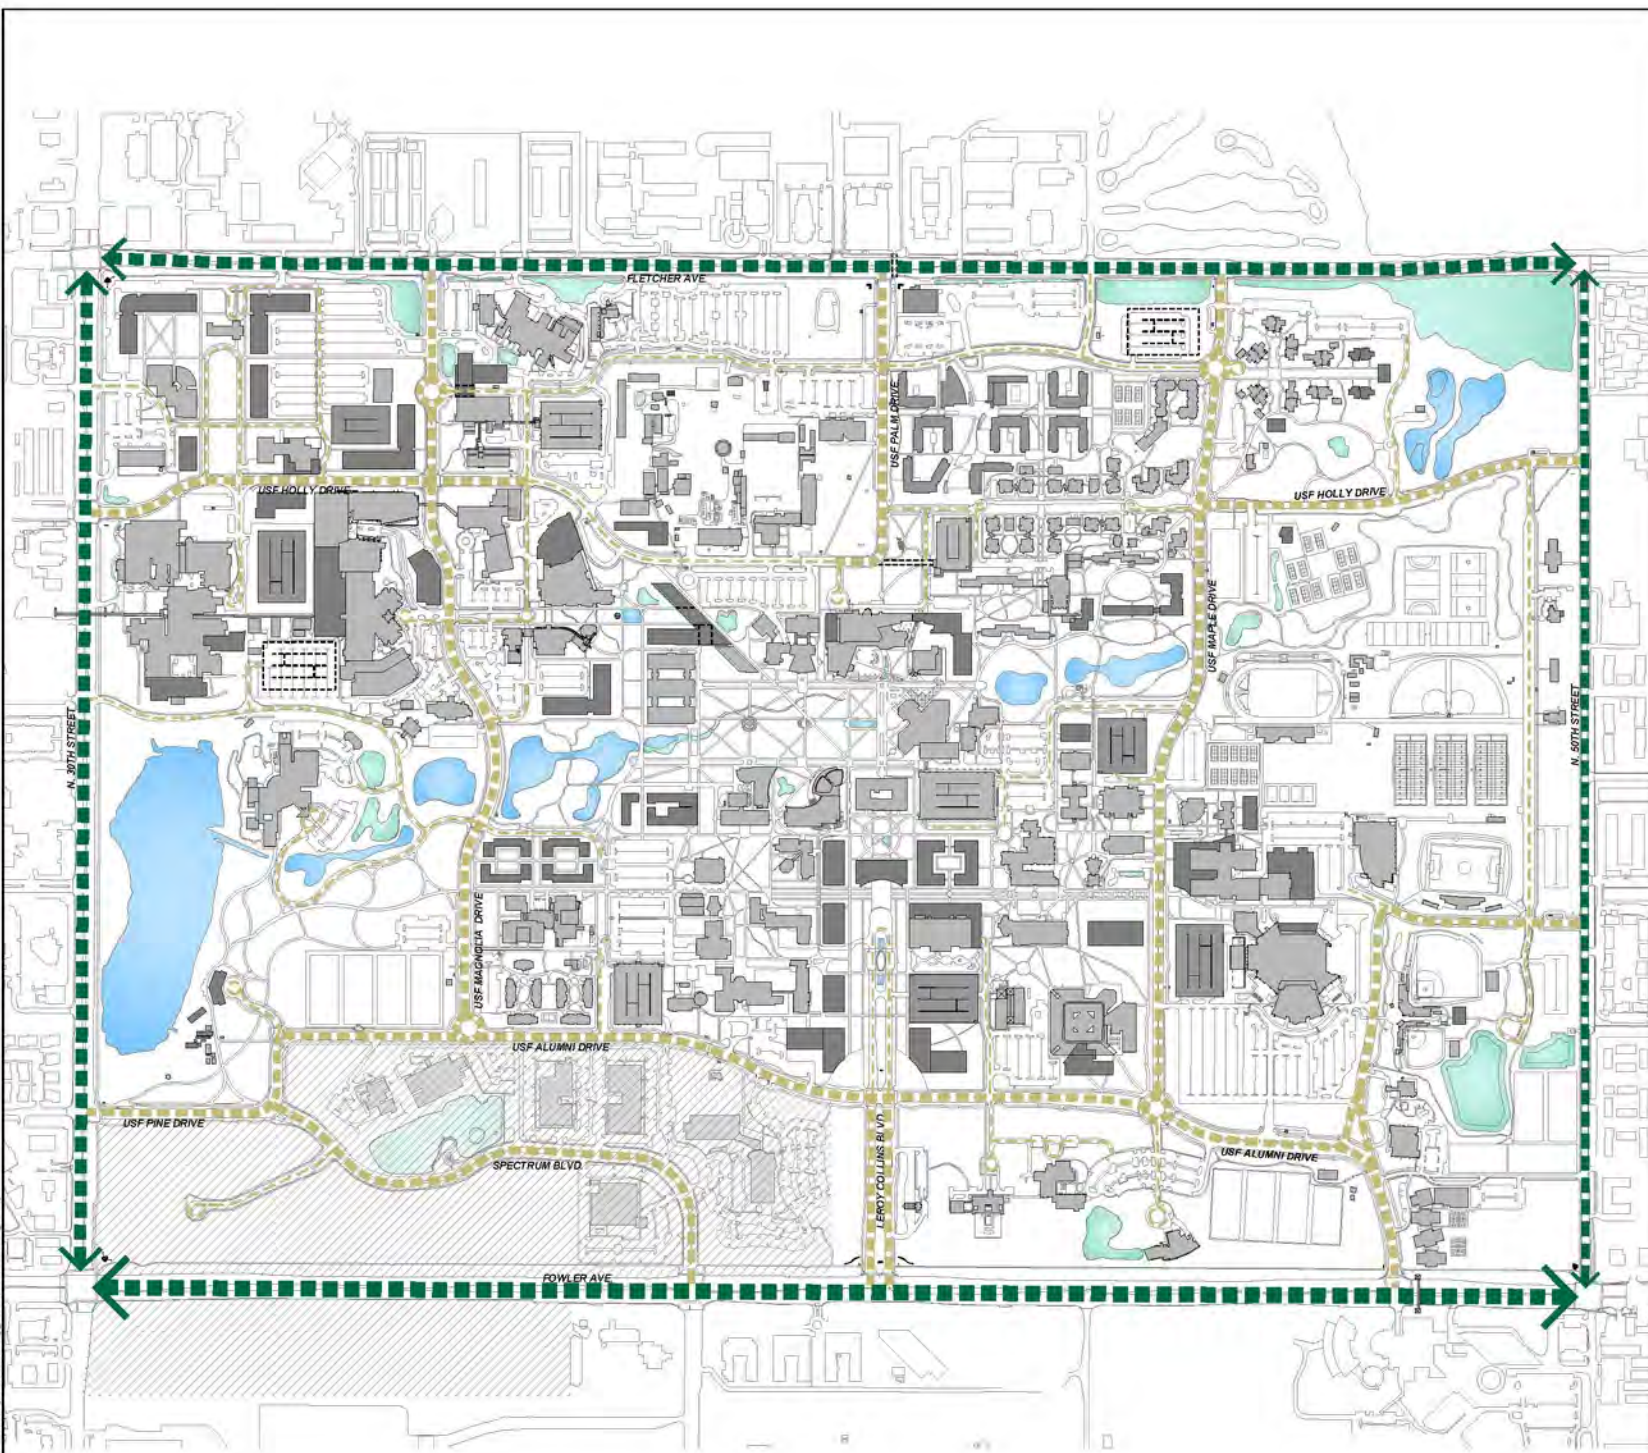 FLETCHER AVE
USF PALM DRIVE
USF HOLLY DRIVE
USF HOLLY DRIVE
USF MAPLE DRIVE
N. 30TH STREET
N. 50TH STREET
USF MAGNOLIA DRIVE
USF ALUMNI DRIVE
USF PINE DRIVE
LEROY COLLINS BLVD.
USF ALUMNI DRIVE
SPECTRUM BLVD.
FOWLER AVE